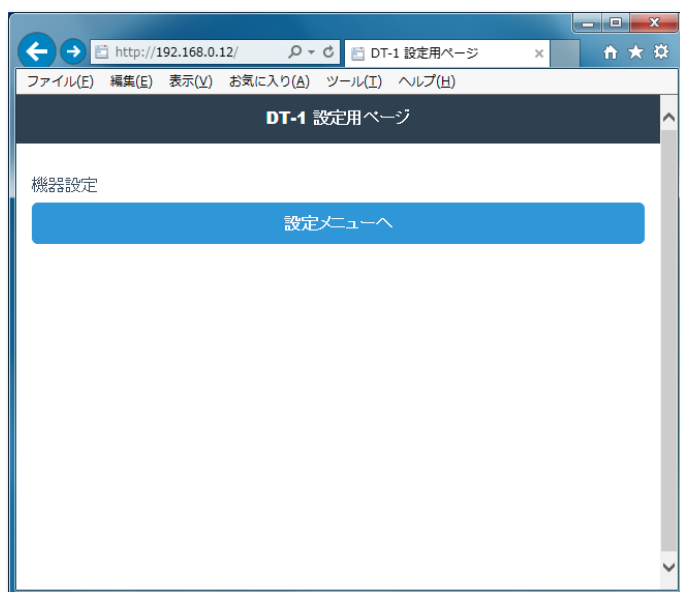 http://192.168.0.12/
DT-1 設定用ページ
ファイル(F) 編集(E) 表示(V) お気に入り(A) ツール(T) ヘルプ(H)
DT-1 設定用ページ
機器設定
設定メニューへ